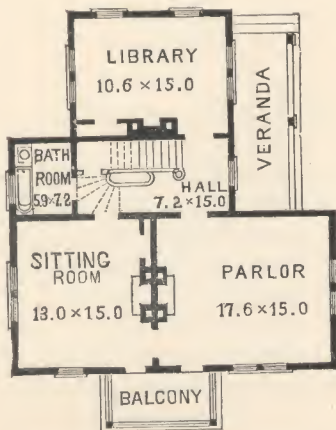 LIBRARY
10.6 × 15.0
VERANDA
BATH
ROOM
5.9 × 7.2
HALL
7.2 × 15.0
SITTING
ROOM
13.0 × 15.0
PARLOR
17.6 × 15.0
BALCONY